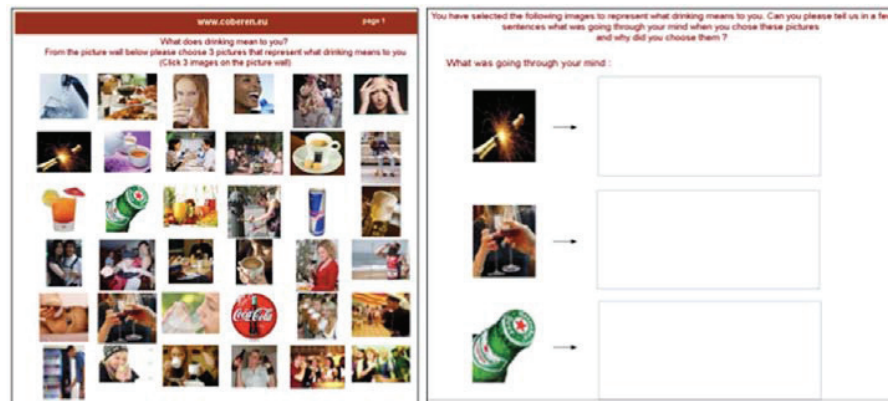 www.coberen.eu
page 1
What does drinking mean to you?
From the picture wall below please choose 3 pictures that represent what drinking means to you
(Click 3 images on the picture wall)
Coca-Cola
You have selected the following images to represent what drinking means to you. Can you please tell us in a few
sentences what was going through your mind when you chose these pictures
and why did you choose them ?
What was going through your mind :